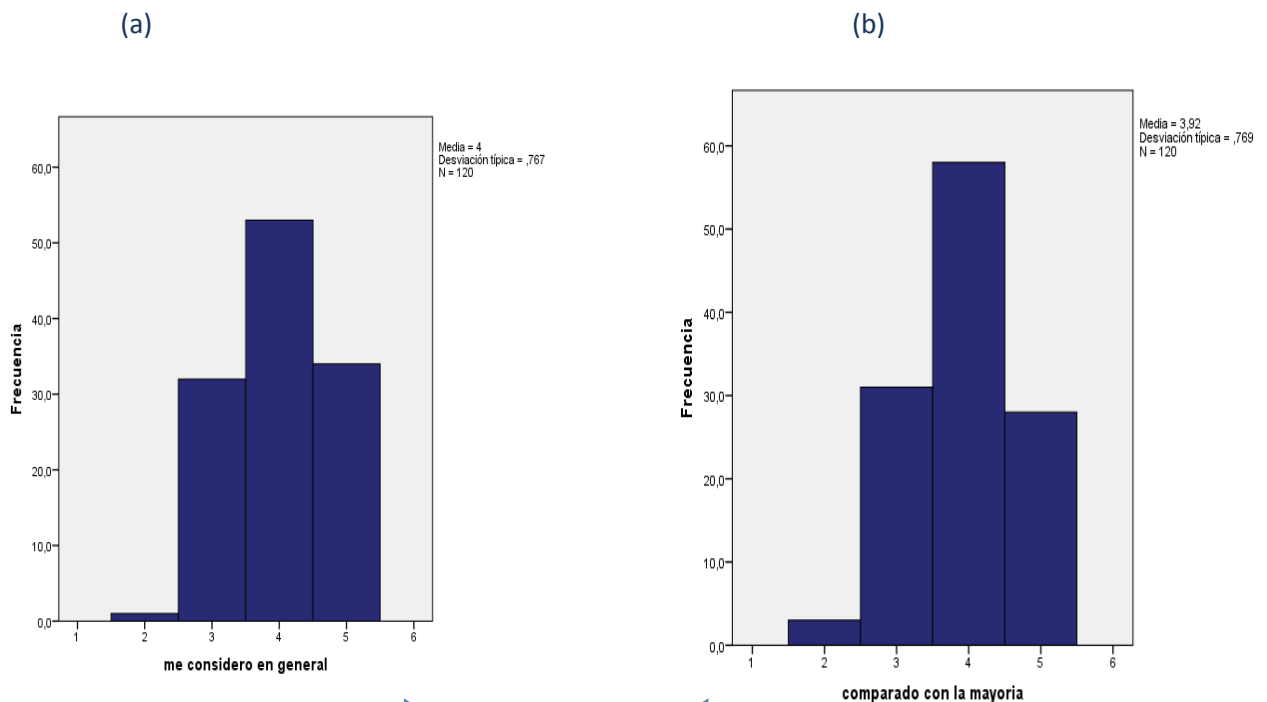 (a)
(b)
Media = 4
Desviación típica = ,767
N = 120
60,0
50,0
40,0
30,0
20,0
10,0
0,0
Frecuencia
1 2 3 4 5 6
me considero en general
Media = 3,92
Desviación típica = ,769
N = 120
60,0
50,0
40,0
30,0
20,0
10,0
0,0
Frecuencia
1 2 3 4 5 6
comparado con la mayoria